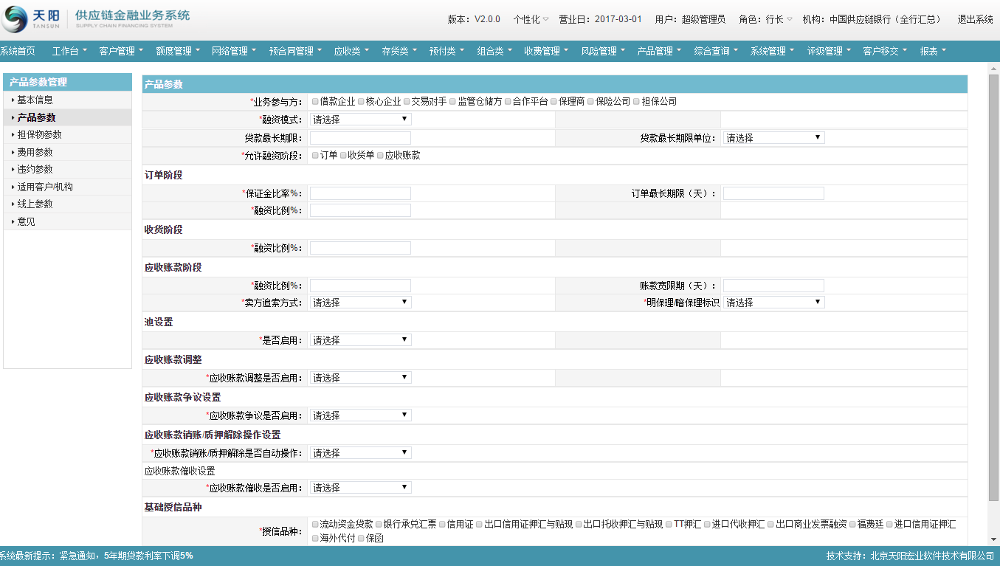 天阳 供应链金融业务系统
TANSUN SUPPLY CHAIN FINANCING SYSTEM
版本：V2.0.0 个性化 营业日：2017-03-01 用户：超级管理员 角色：行长 机构：中国供应链银行（全行汇总） 退出系统
系统首页 工作台 客户管理 额度管理 网络管理 预合同管理 应收类 存货类 预付类 组合类 收费管理 风险管理 产品管理 综合查询 系统管理 评级管理 客户移交 报表
产品参数管理
基本信息
产品参数
担保物参数
费用参数
违约参数
适用客户/机构
线上参数
意见
产品参数
*业务参与方： 借款企业 核心企业 交易对手 监管仓储方 合作平台 保理商 保险公司 担保公司
*融资模式： 请选择
贷款最长期限： 贷款最长期限单位： 请选择
*允许融资阶段： 订单 收货单 应收账款
订单阶段
*保证金比率%： 订单最长期限（天）：
*融资比例%：
收货阶段
*融资比例%：
应收账款阶段
*融资比例%： 账款宽限期（天）：
*卖方追索方式： 请选择 *明保理/暗保理标识 请选择
池设置
*是否启用： 请选择
应收账款调整
*应收账款调整是否启用： 请选择
应收账款争议设置
*应收账款争议是否启用： 请选择
应收账款销账/质押解除操作设置
*应收账款销账/质押解除是否自动操作： 请选择
应收账款催收设置
*应收账款催收是否启用： 请选择
基础授信品种
*授信品种： 流动资金贷款 银行承兑汇票 信用证 出口信用证押汇与贴现 出口托收押汇与贴现 TT押汇 进口代收押汇 出口商业发票融资 福费廷 进口信用证押汇
海外代付 保函
系统最新提示：紧急通知，5年期贷款利率下调5% 技术支持：北京天阳宏业软件技术有限公司